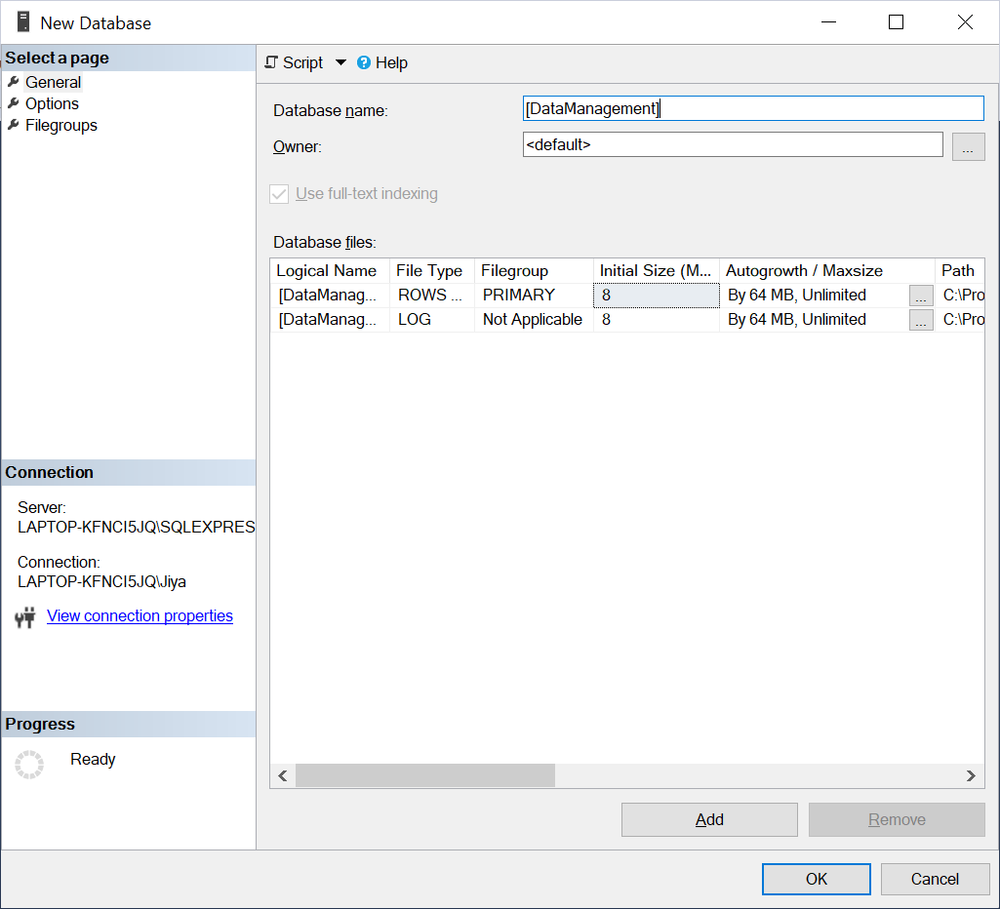 New Database
Select a page
General
Options
Filegroups
Script
Help
Database name: [DataManagement]
Owner: <default> ...
Use full-text indexing
Database files:
Logical Name File Type Filegroup Initial Size (M... Autogrowth / Maxsize Path
[DataManag... ROWS ... PRIMARY 8 By 64 MB, Unlimited ... C:\Pro
[DataManag... LOG Not Applicable 8 By 64 MB, Unlimited ... C:\Pro
Connection
Server:
LAPTOP-KFNCI5JQ\SQLEXPRES
Connection:
LAPTOP-KFNCI5JQ\Jiya
View connection properties
Progress
Ready
Add Remove
OK Cancel